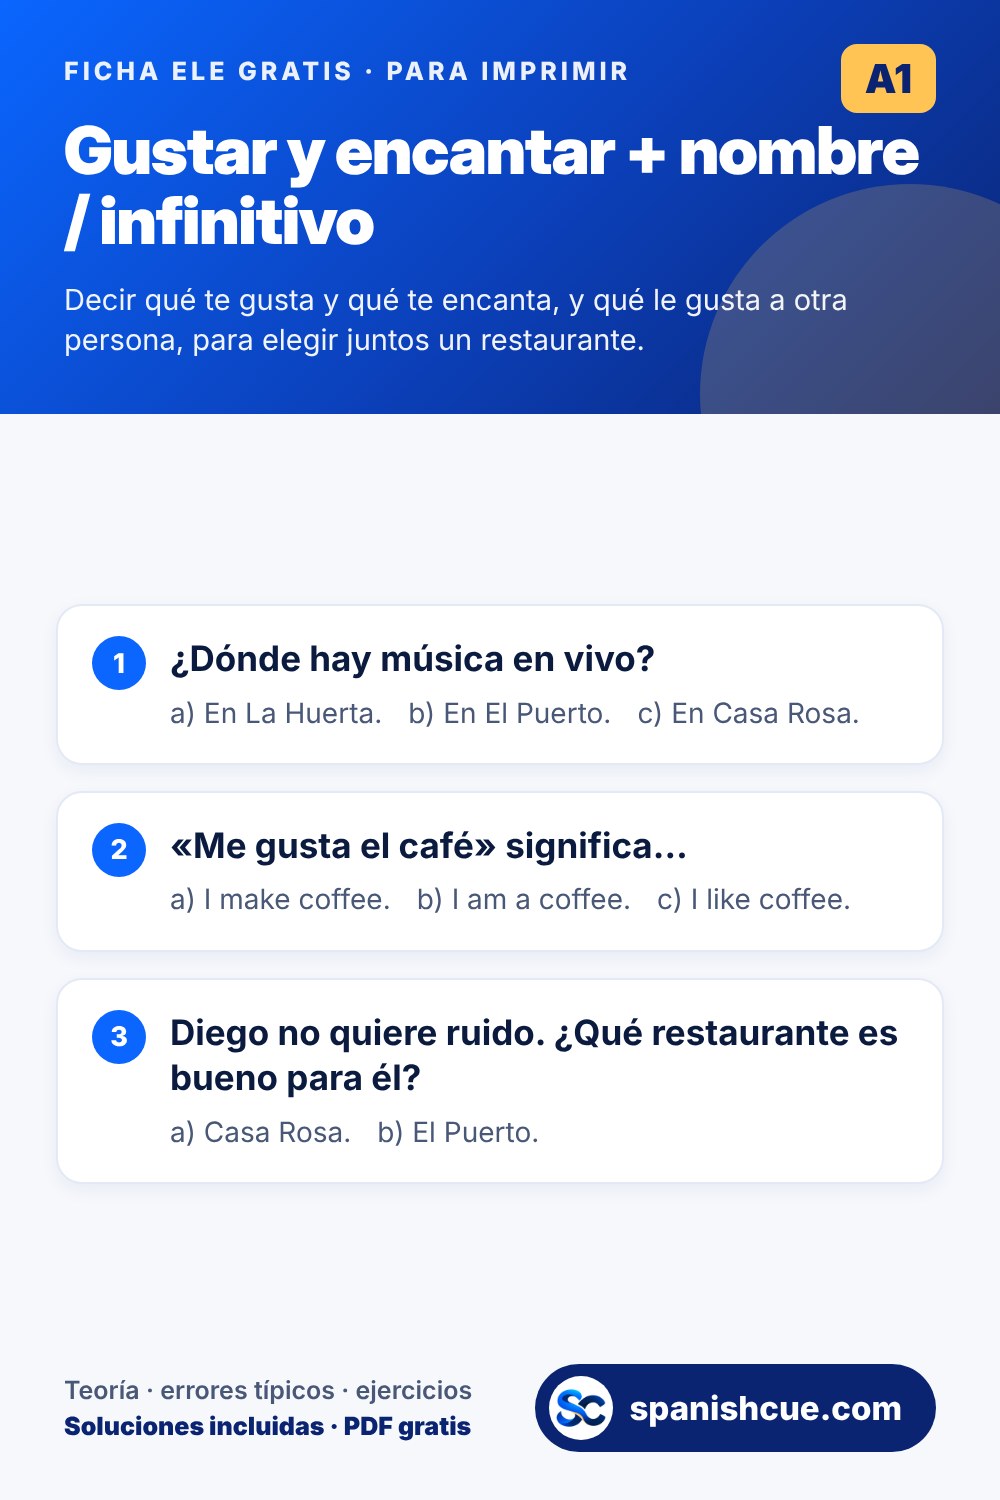 FICHA ELE GRATIS · PARA IMPRIMIR
A1
Gustar y encantar + nombre
/ infinitivo
Decir qué te gusta y qué te encanta, y qué le gusta a otra
persona, para elegir juntos un restaurante.
1 ¿Dónde hay música en vivo?
a) En La Huerta. b) En El Puerto. c) En Casa Rosa.
2 «Me gusta el café» significa...
a) I make coffee. b) I am a coffee. c) I like coffee.
3 Diego no quiere ruido. ¿Qué restaurante es
bueno para él?
a) Casa Rosa. b) El Puerto.
Teoría · errores típicos · ejercicios
Soluciones incluidas · PDF gratis
SC spanishcue.com